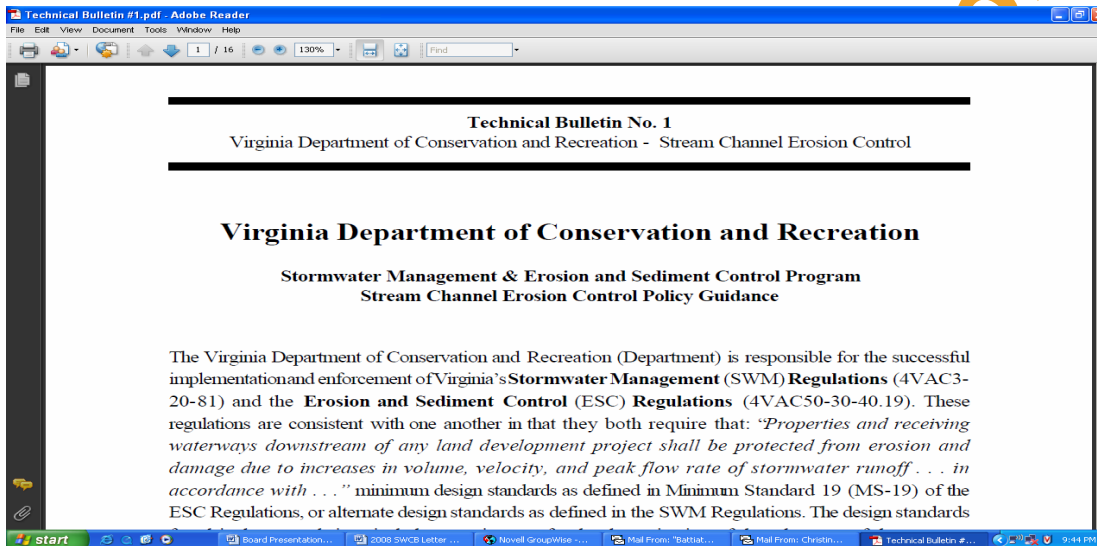 Technical Bulletin #1.pdf - Adobe Reader
File Edit View Document Tools Window Help
1 / 16 130% Find
Technical Bulletin No. 1
Virginia Department of Conservation and Recreation - Stream Channel Erosion Control
Virginia Department of Conservation and Recreation
Stormwater Management & Erosion and Sediment Control Program
Stream Channel Erosion Control Policy Guidance
The Virginia Department of Conservation and Recreation (Department) is responsible for the successful
implementation and enforcement of Virginia's Stormwater Management (SWM) Regulations (4VAC3-
20-81) and the Erosion and Sediment Control (ESC) Regulations (4VAC50-30-40.19). These
regulations are consistent with one another in that they both require that: "Properties and receiving
waterways downstream of any land development project shall be protected from erosion and
damage due to increases in volume, velocity, and peak flow rate of stormwater runoff . . . in
accordance with . . ." minimum design standards as defined in Minimum Standard 19 (MS-19) of the
ESC Regulations, or alternate design standards as defined in the SWM Regulations. The design standards
start Board Presentation... 2008 SWCB Letter ... Novell GroupWise -... Mail From: "Battiat... Mail From: Christin... Technical Bulletin #... 9:44 PM